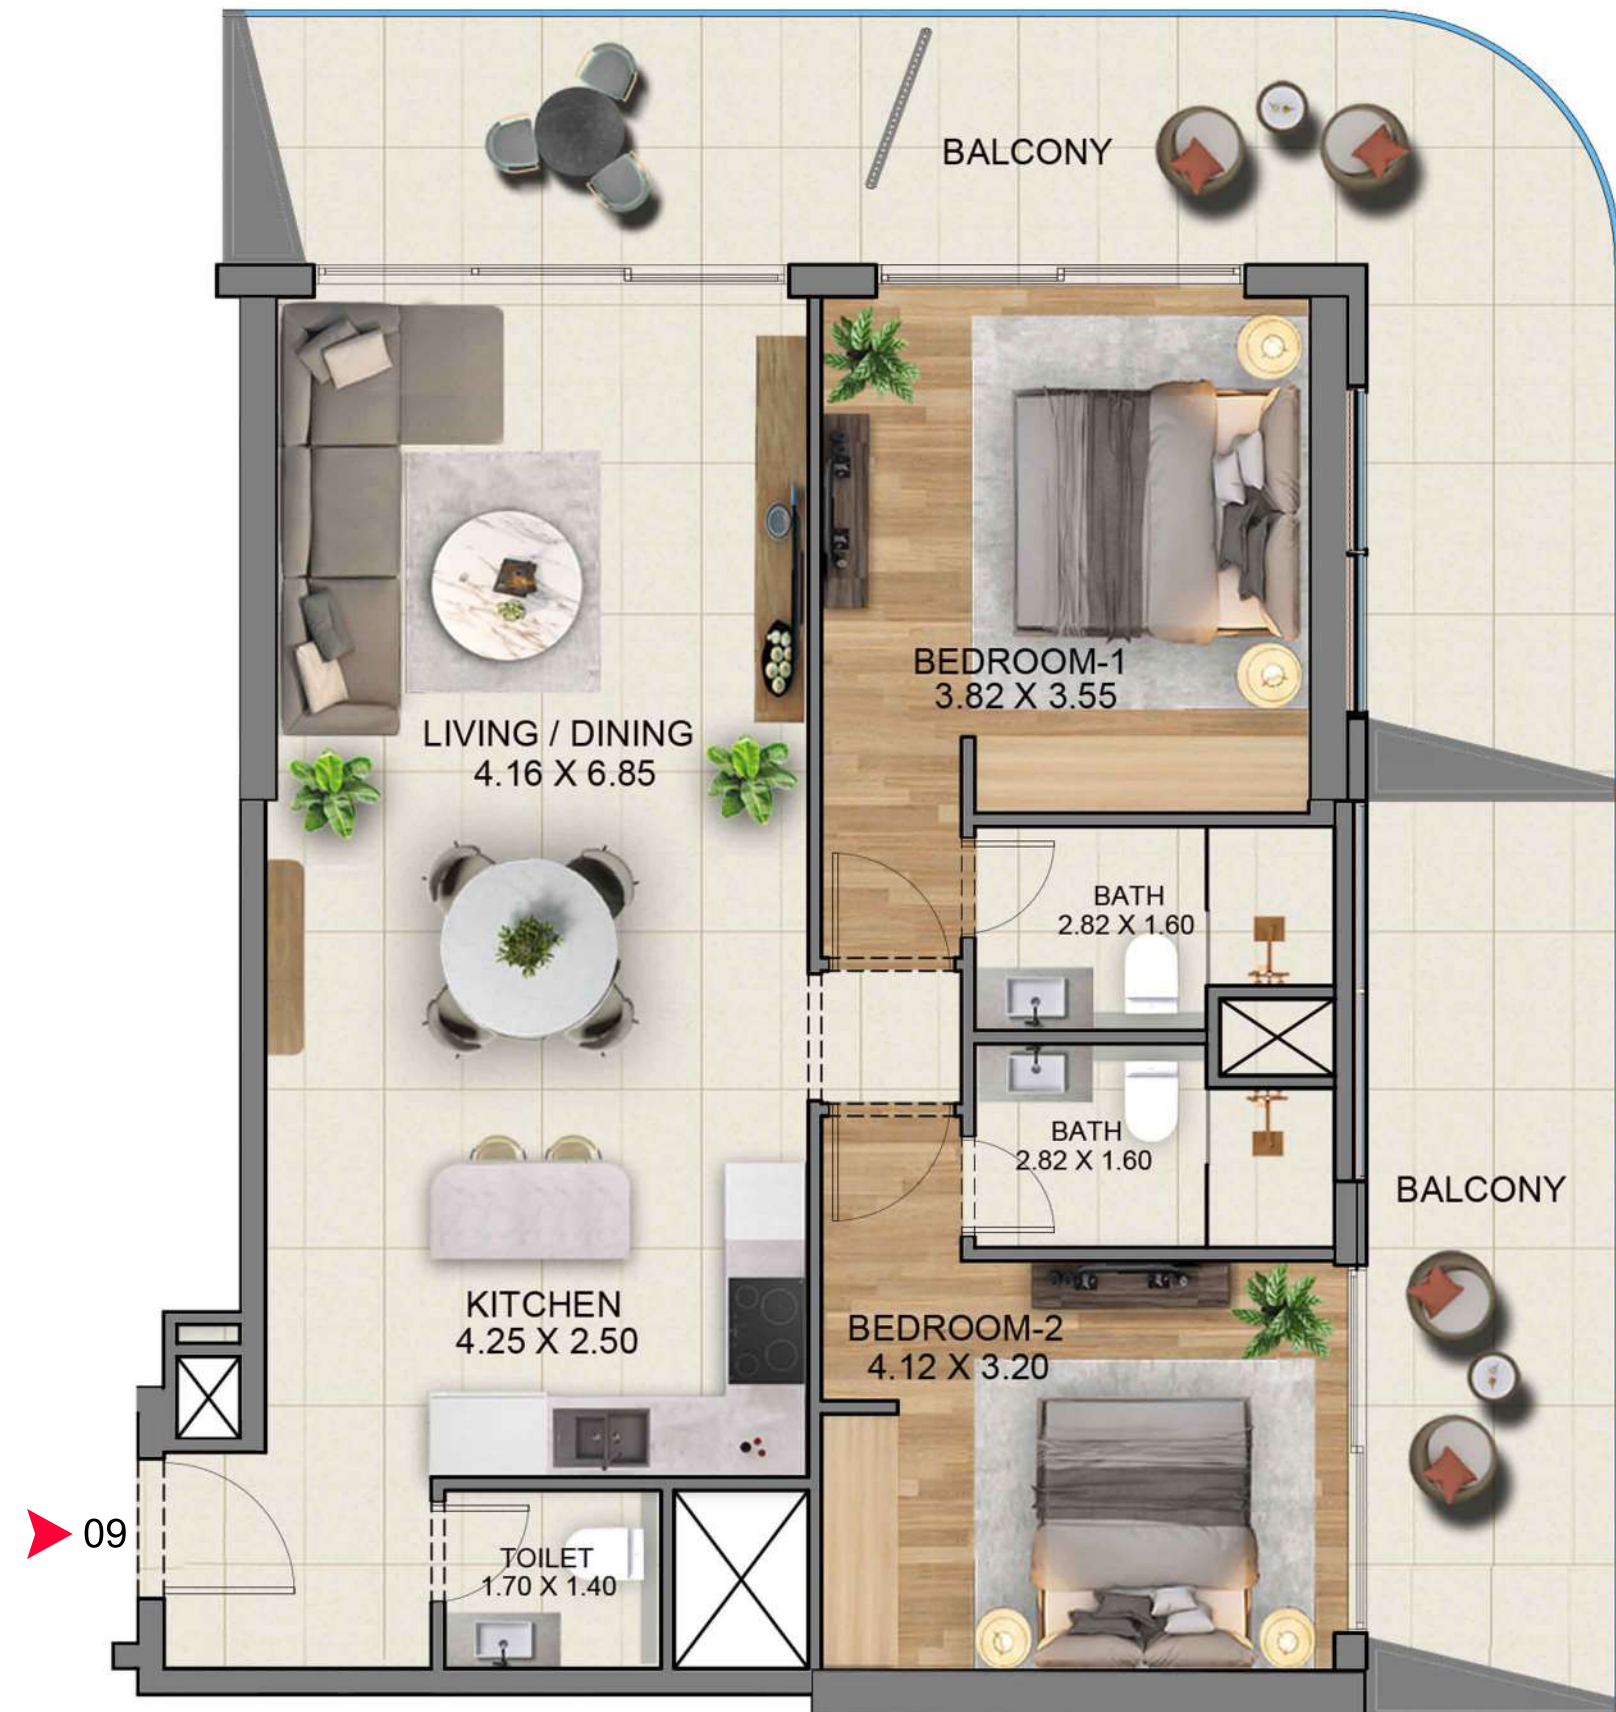 BALCONY
BEDROOM-1
3.82 X 3.55
LIVING / DINING
4.16 X 6.85
BATH
2.82 X 1.60
BATH
2.82 X 1.60
BALCONY
KITCHEN
4.25 X 2.50
BEDROOM-2
4.12 X 3.20
09
TOILET
1.70 X 1.40